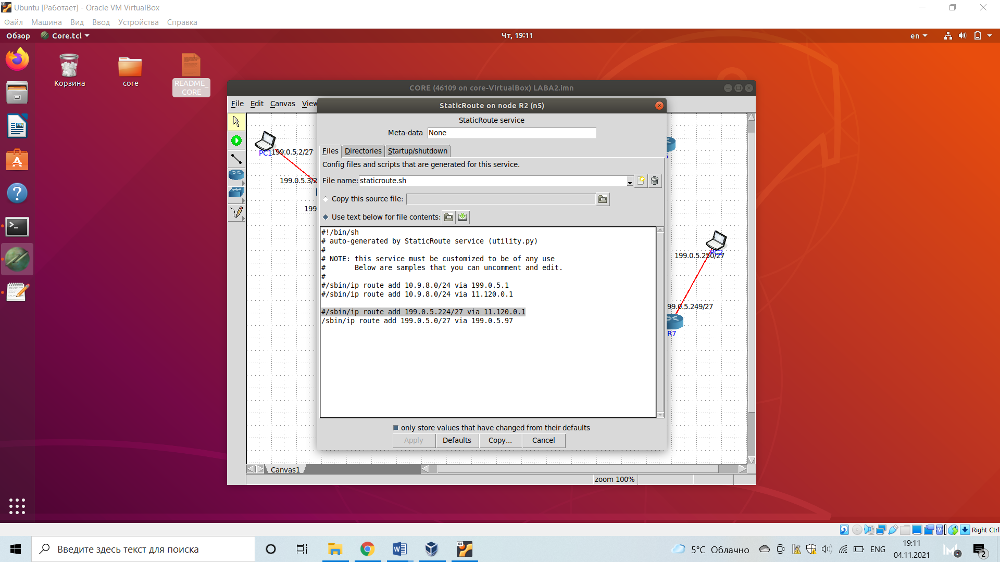 Ubuntu [Работает] - Oracle VM VirtualBox
Файл Машина Вид Ввод Устройства Справка
Обзор Core.tcl Чт, 19:11 en
Корзина core README_
CORE
CORE (46109 on core-VirtualBox) LABA2.imn
File Edit Canvas View
StaticRoute on node R2 (n5)
StaticRoute service
Meta-data None
Files Directories Startup/shutdown
Config files and scripts that are generated for this service.
File name: staticroute.sh
Copy this source file:
Use text below for file contents:
#!/bin/sh
# auto-generated by StaticRoute service (utility.py)
#
# NOTE: this service must be customized to be of any use
#       Below are samples that you can uncomment and edit.
#
#/sbin/ip route add 10.9.8.0/24 via 199.0.5.1
#/sbin/ip route add 10.9.8.0/24 via 11.120.0.1
#/sbin/ip route add 199.0.5.224/27 via 11.120.0.1
/sbin/ip route add 199.0.5.0/27 via 199.0.5.97
only store values that have changed from their defaults
Apply Defaults Copy... Cancel
PC1 199.0.5.2/27
199.0.5.3/2
199
PC2
199.0.5.250/27
99.0.5.249/27
R7
Canvas1
zoom 100%
Right Ctrl
Введите здесь текст для поиска
5°C Облачно
ENG
19:11
04.11.2021
3
2